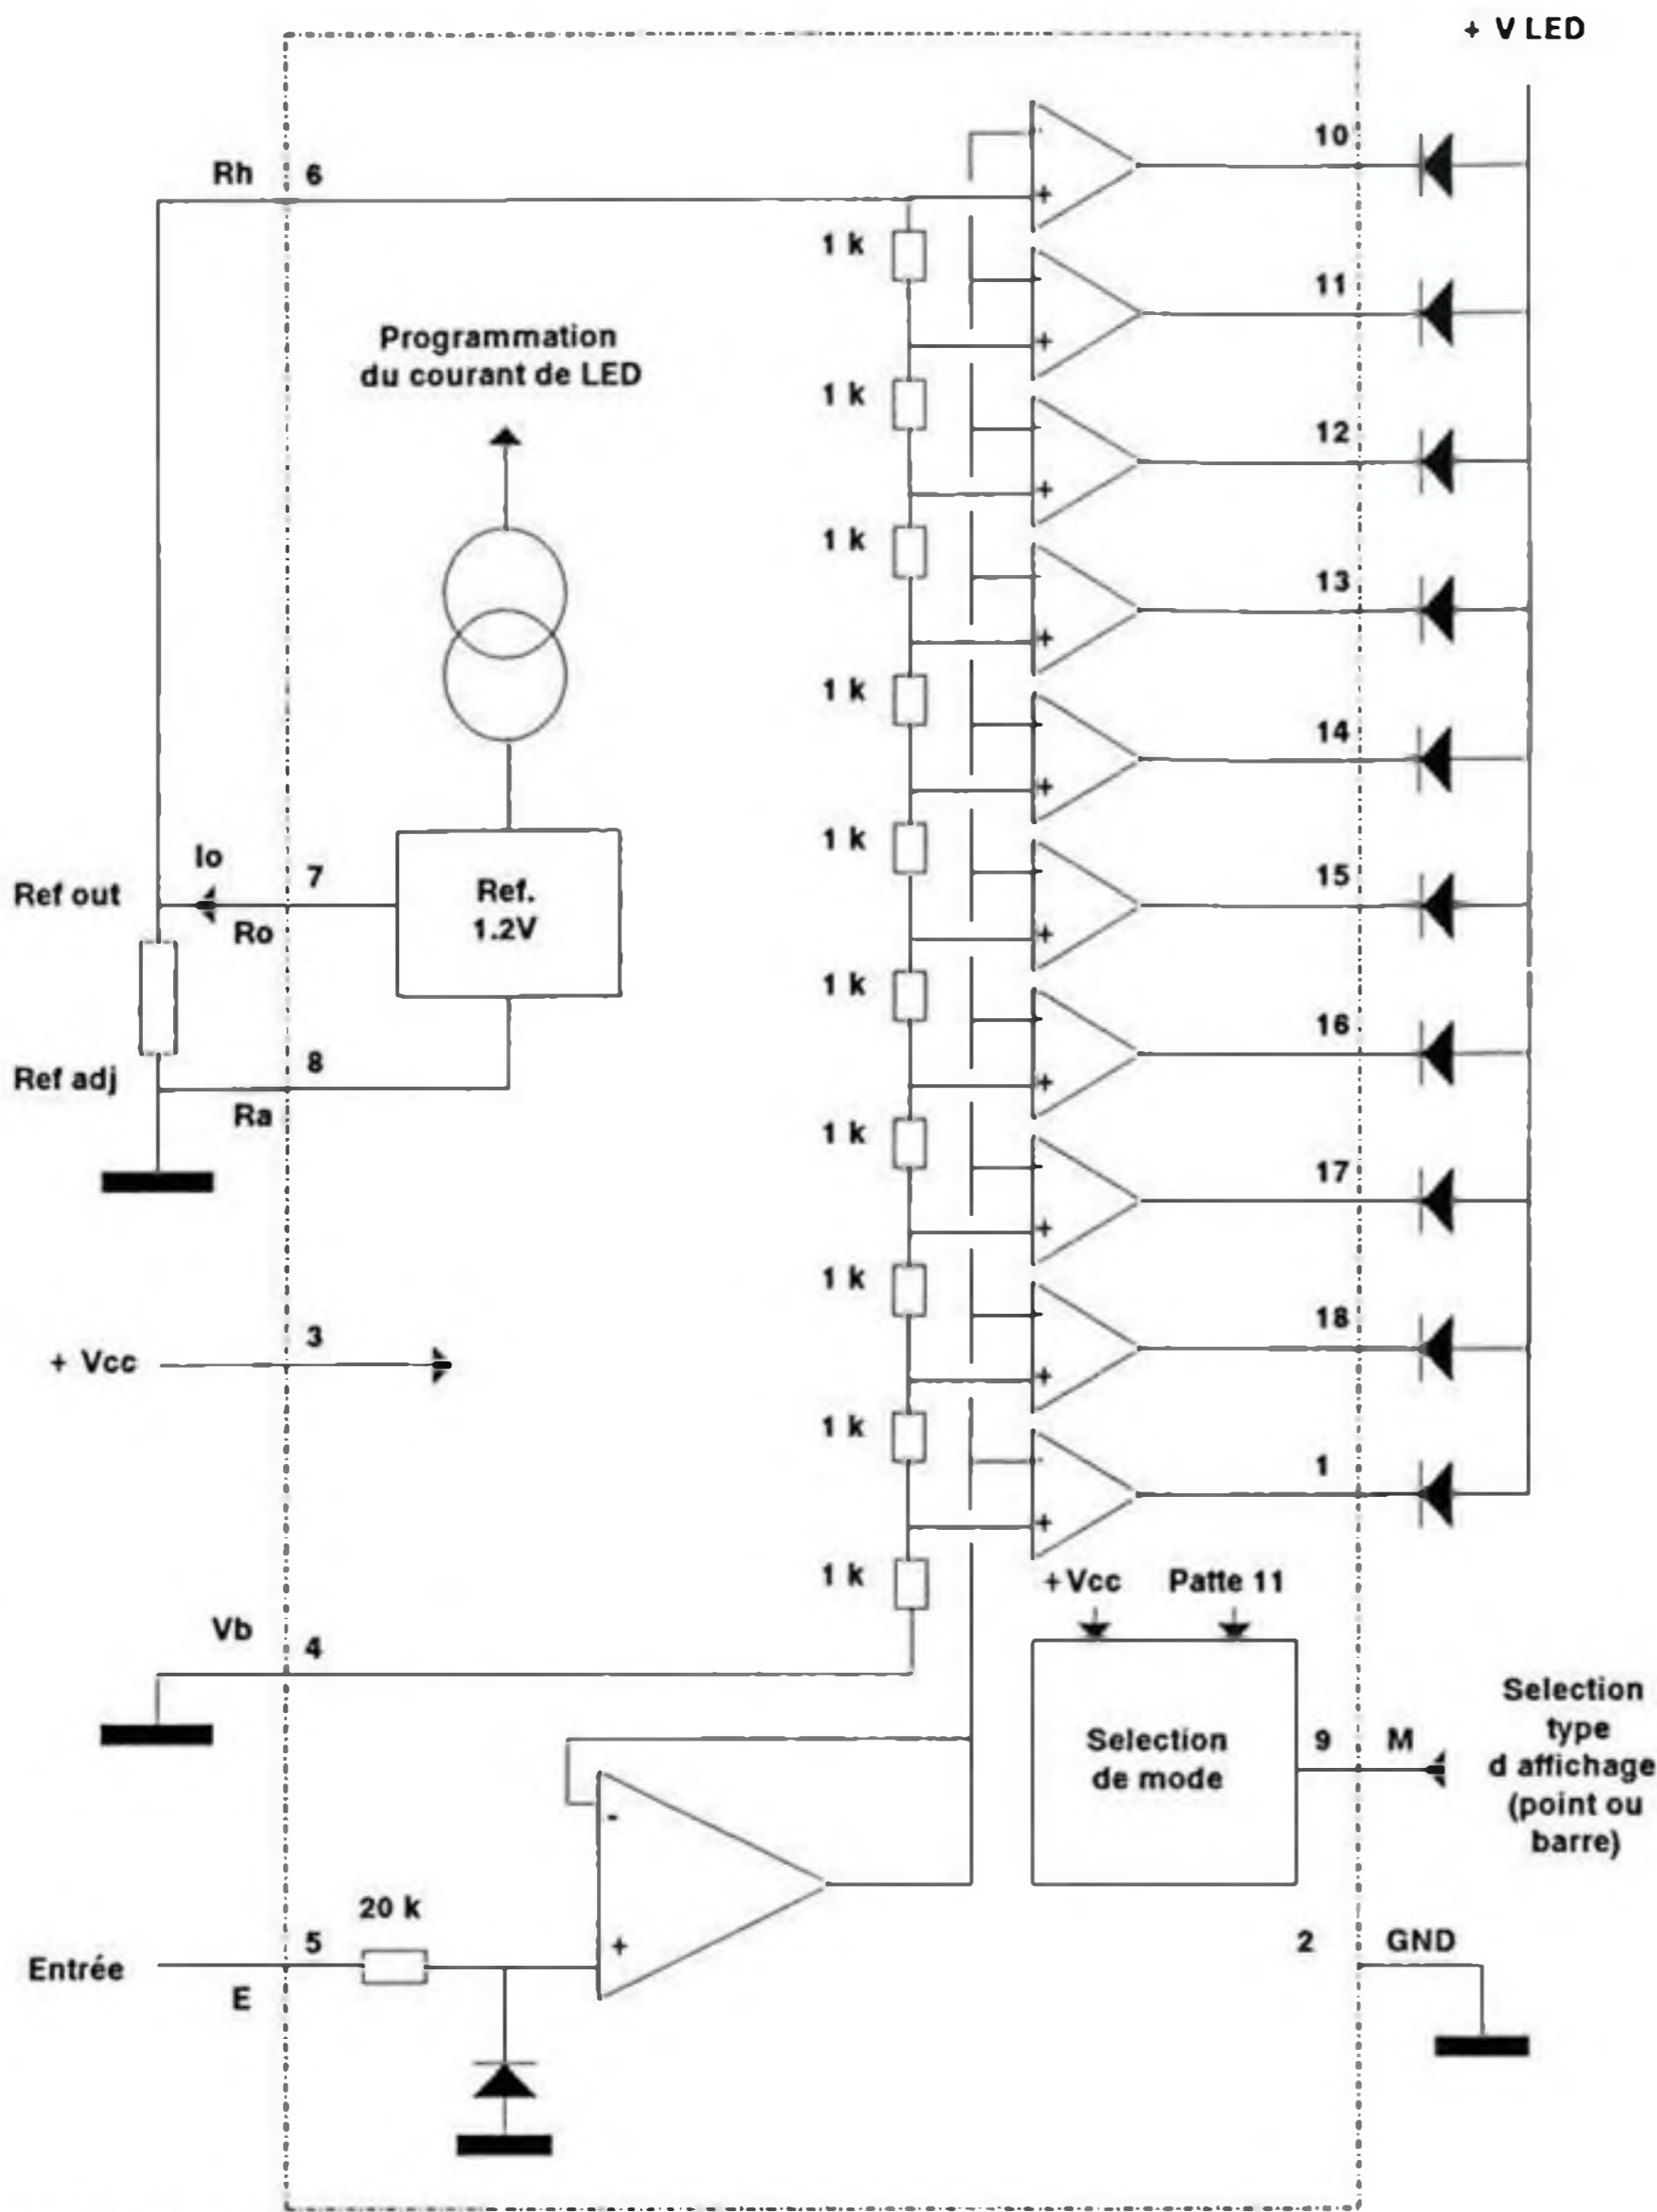 + V LED
10
Rh 6
1 k
11
Programmation
du courant de LED
1 k
12
1 k
13
1 k
14
1 k
Io 7
15
Ref out
Ref.
1.2V
Ro
1 k
16
8
Ref adj
Ra
1 k
17
1 k
18
3
+ Vcc
1 k
1
1 k
+ Vcc Patte 11
Vb
4
Selection
de mode
9 M
Selection
type
d affichage
(point ou
barre)
-
+
20 k
5
Entrée
E
2 GND